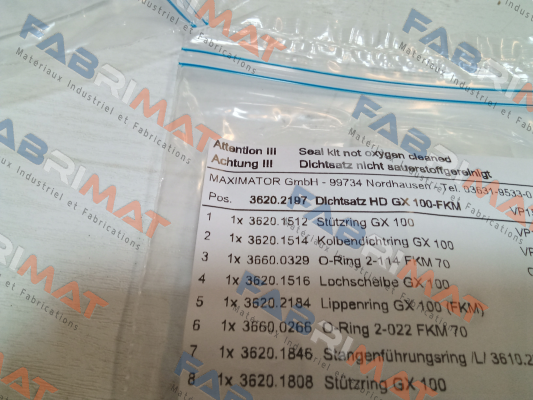 Attention !!! Seal kit not oxygen cleaned
Achtung !!! Dichtsatz nicht sauerstoffgereinigt
MAXIMATOR GmbH - 99734 Nordhausen - Tel. 03631-9533-0
Pos. 3620.2197 Dichtsatz HD GX 100-FKM
1 1x 3620.1512 Stützring GX 100
2 1x 3620.1514 Kolbendichtring GX 100
3 1x 3660.0329 O-Ring 2-114 FKM 70
4 1x 3620.1516 Lochscheibe GX 100
5 1x 3620.2184 Lippenring GX 100 (FKM)
6 1x 3660.0266 O-Ring 2-022 FKM 70
7 1x 3620.1846 Stangenführungsring /L/ 3610.2
8 1x 3620.1808 Stützring GX 100
FABRIMAT
Materiaux Industriel et Fabrications